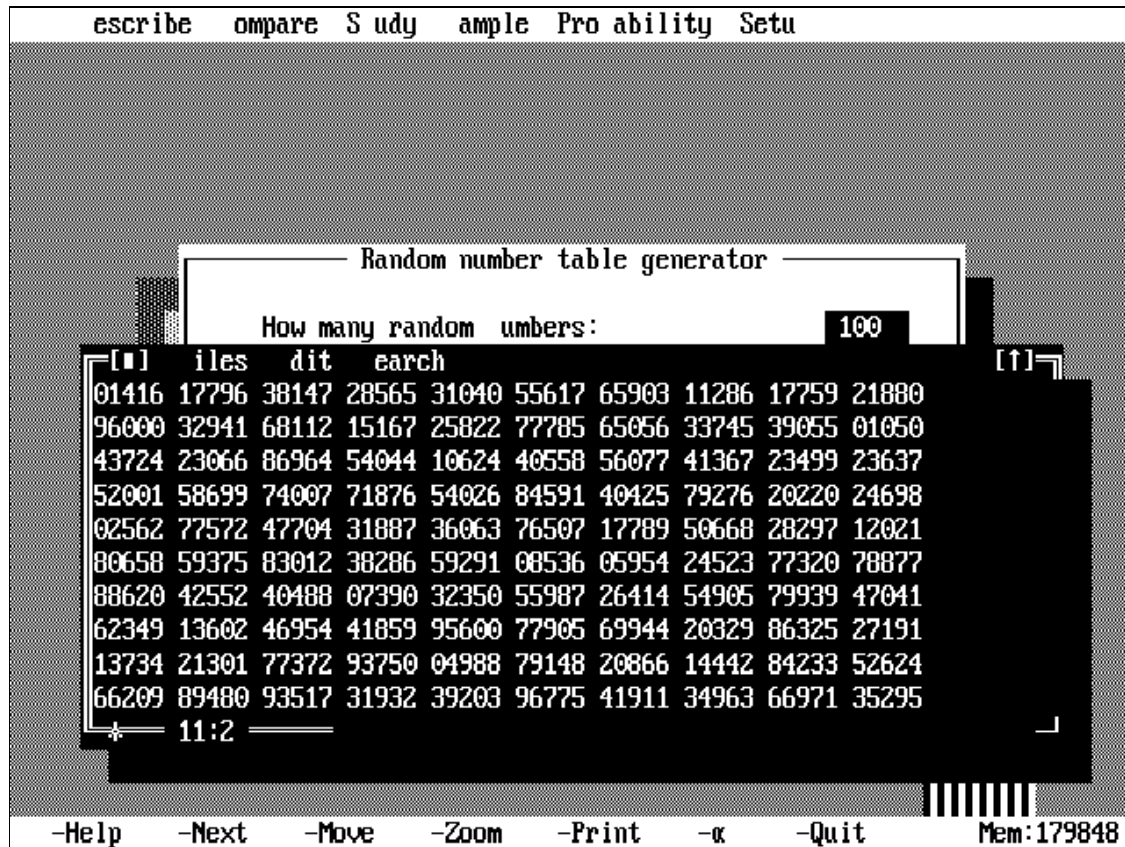 escribe ompare S udy ample Pro ability Setu
Random number table generator
How many random umbers: 100
[■] iles dit earch [↑]
01416 17796 38147 28565 31040 55617 65903 11286 17759 21880
96000 32941 68112 15167 25822 77785 65056 33745 39055 01050
43724 23066 86964 54044 10624 40558 56077 41367 23499 23637
52001 58699 74007 71876 54026 84591 40425 79276 20220 24698
02562 77572 47704 31887 36063 76507 17789 50668 28297 12021
80658 59375 83012 38286 59291 08536 05954 24523 77320 78877
88620 42552 40488 07390 32350 55987 26414 54905 79939 47041
62349 13602 46954 41859 95600 77905 69944 20329 86325 27191
13734 21301 77372 93750 04988 79148 20866 14442 84233 52624
66209 89480 93517 31932 39203 96775 41911 34963 66971 35295
11:2
-Help -Next -Move -Zoom -Print -α -Quit Mem:179848